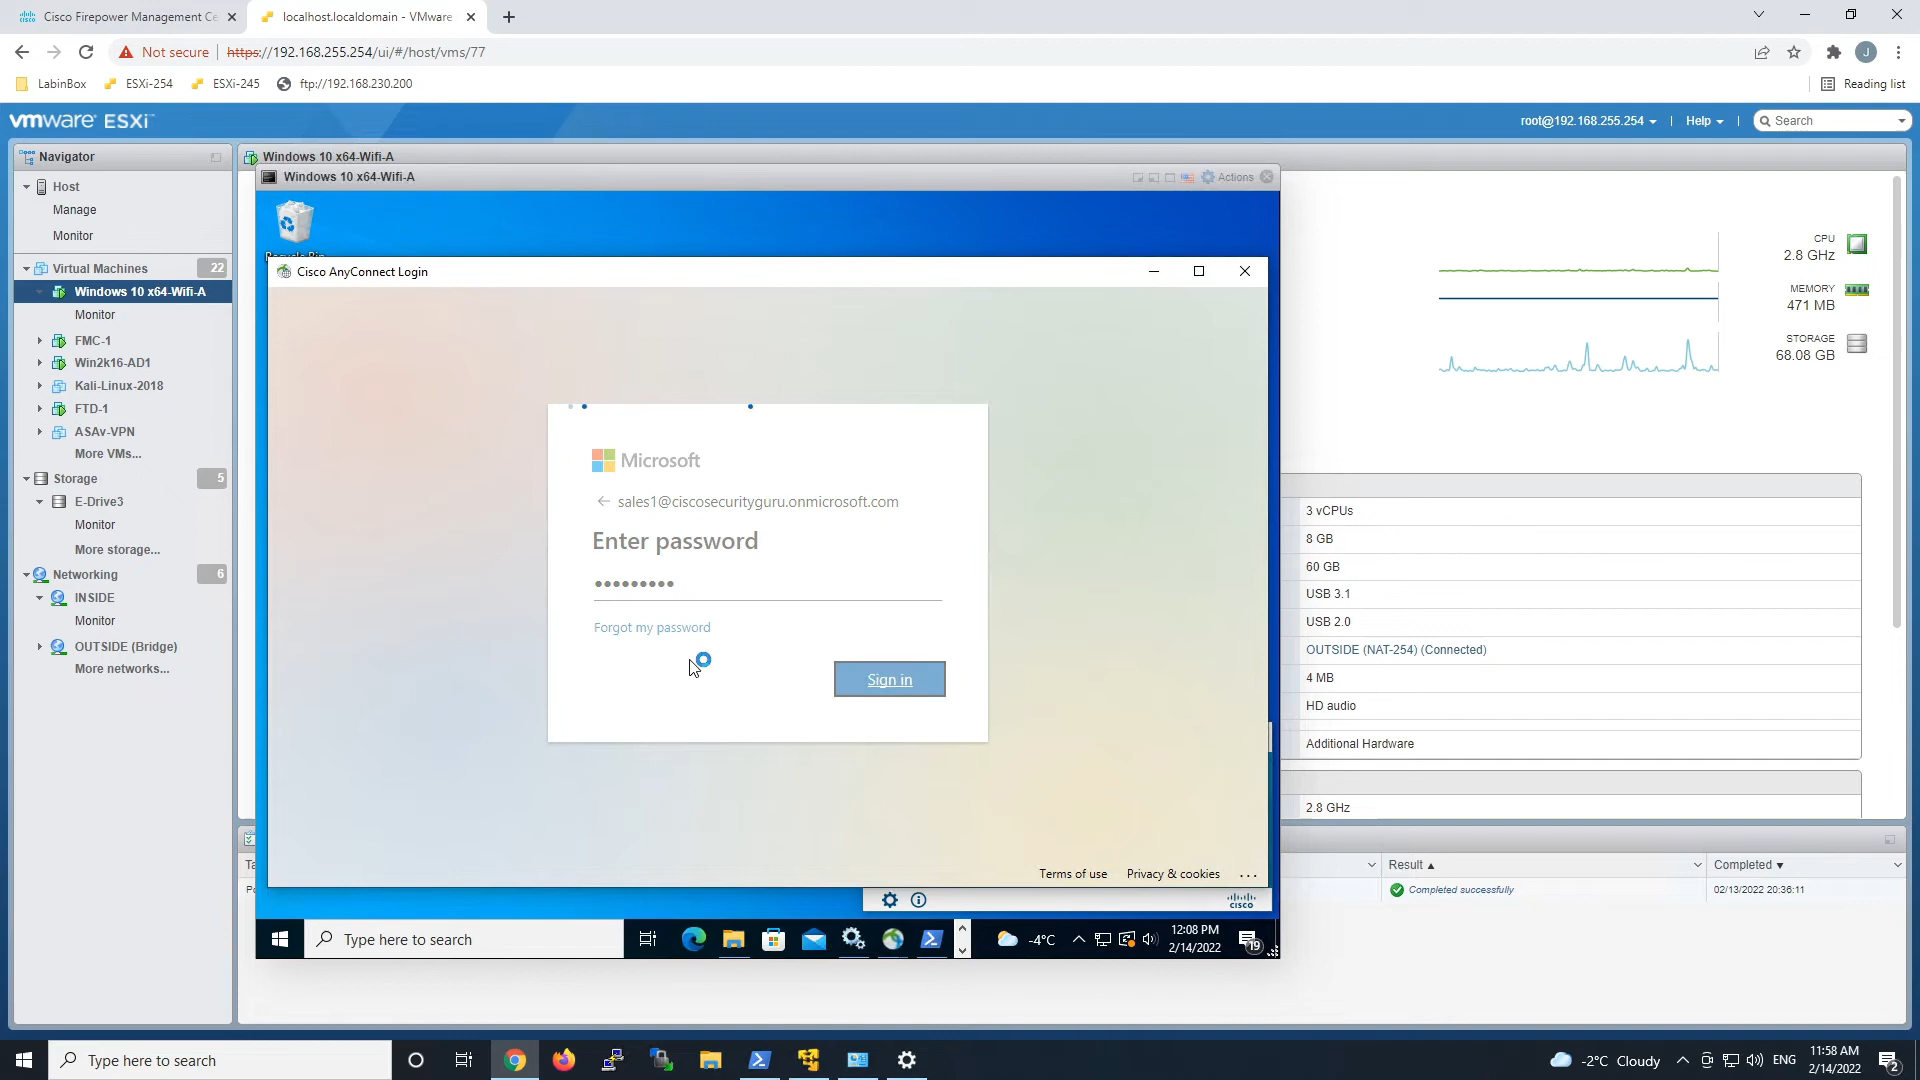 Cisco Firepower Management Ce
localhost.localdomain - VMware
Not secure
https://192.168.255.254/ui/#/host/vms/77
J
LabinBox
ESXi-254
ESXi-245
ftp://192.168.230.200
Reading list
vmware ESXi
root@192.168.255.254
|
Help
|
Search
Navigator
Windows 10 x64-Wifi-A
Windows 10 x64-Wifi-A
Actions
Host
Manage
Monitor
Virtual Machines
22
Windows 10 x64-Wifi-A
Monitor
FMC-1
Win2k16-AD1
Kali-Linux-2018
FTD-1
ASAv-VPN
More VMs...
Storage
5
E-Drive3
Monitor
More storage...
Networking
6
INSIDE
Monitor
OUTSIDE (Bridge)
More networks...
Cisco AnyConnect Login
Microsoft
sales1@ciscosecurityguru.onmicrosoft.com
Enter password
Forgot my password
Sign in
Terms of use
Privacy & cookies
...
CISCO
Type here to search
-4°C
12:08 PM
2/14/2022
19
CPU
2.8 GHz
MEMORY
471 MB
STORAGE
68.08 GB
3 vCPUs
8 GB
60 GB
USB 3.1
USB 2.0
OUTSIDE (NAT-254) (Connected)
4 MB
HD audio
Additional Hardware
2.8 GHz
Result
Completed
Completed successfully
02/13/2022 20:36:11
Type here to search
-2°C Cloudy
ENG
11:58 AM
2/14/2022
2